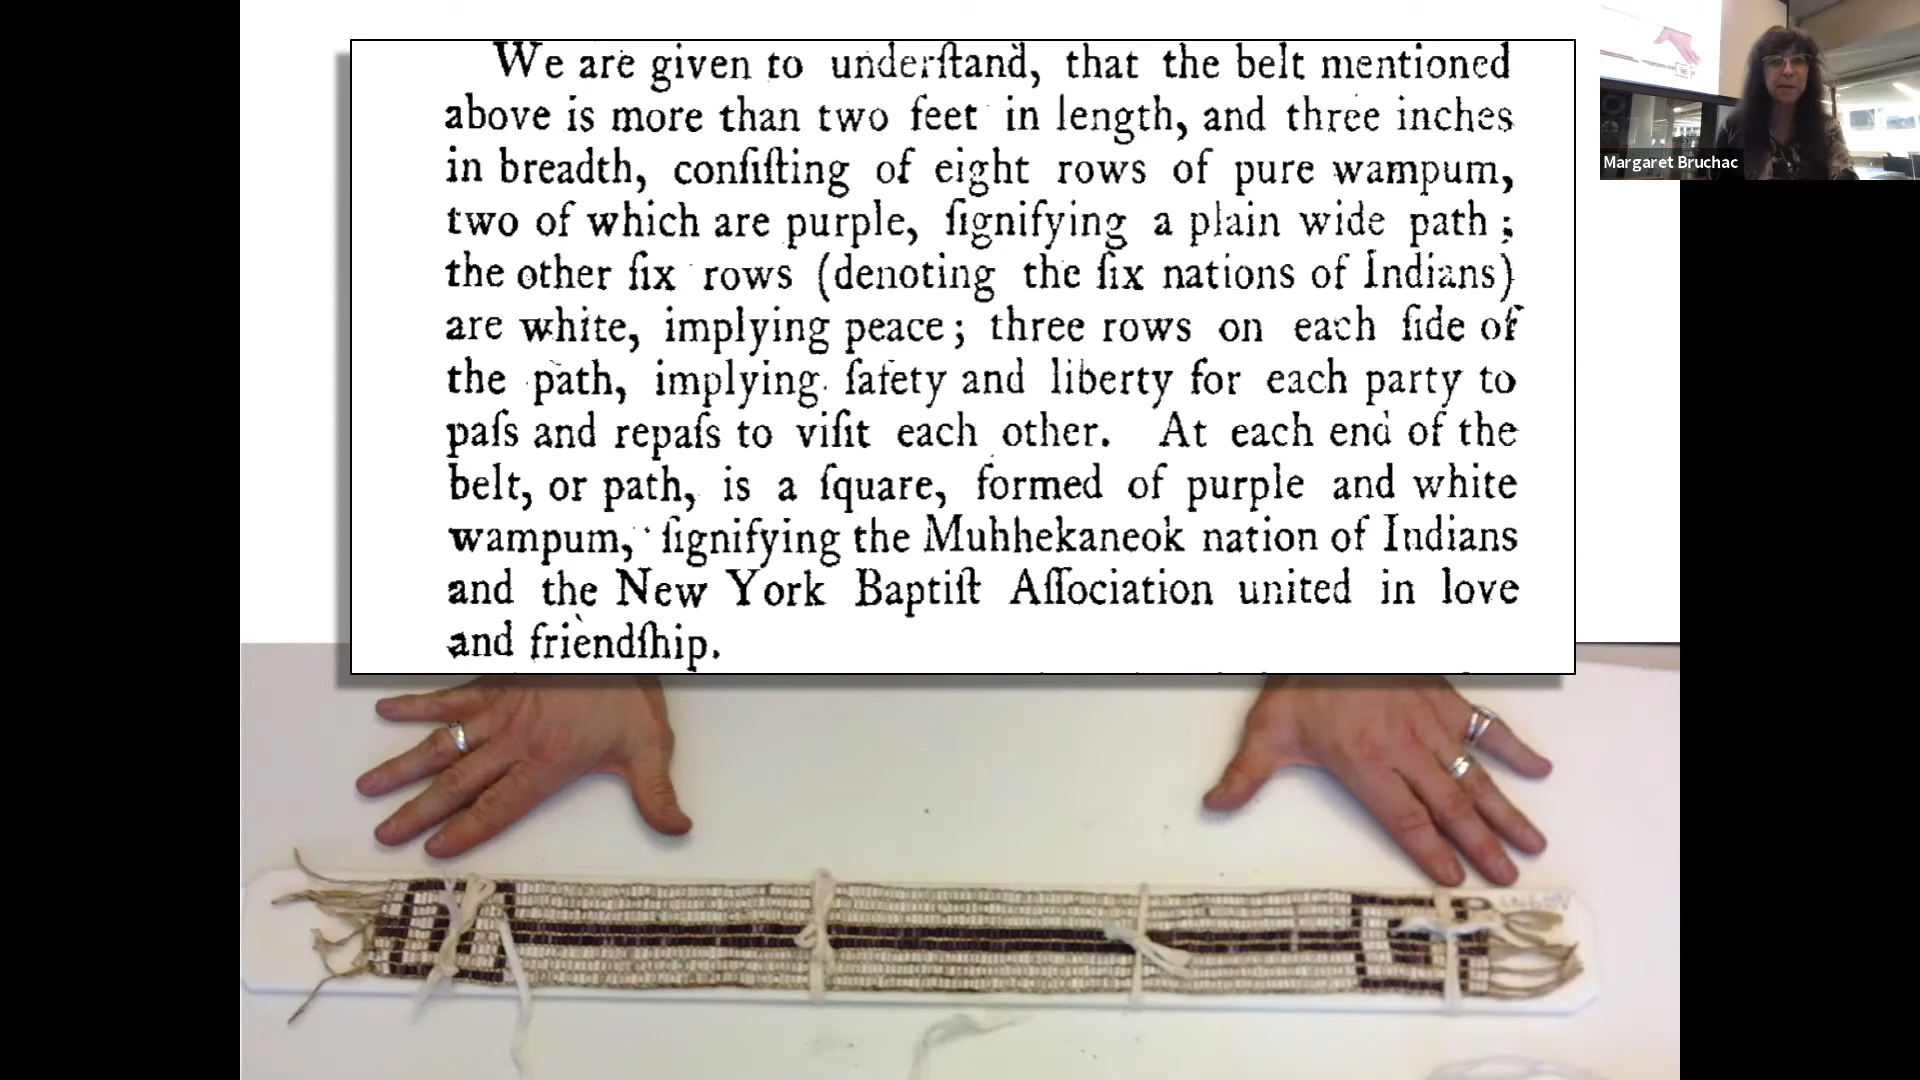 We are given to underſtand, that the belt mentioned
above is more than two feet in length, and three inches
in breadth, conſiſting of eight rows of pure wampum,
two of which are purple, ſignifying a plain wide path;
the other ſix rows (denoting the ſix nations of Indians)
are white, implying peace; three rows on each ſide of
the path, implying ſafety and liberty for each party to
paſs and repaſs to viſit each other. At each end of the
belt, or path, is a ſquare, formed of purple and white
wampum, ſignifying the Muhhekaneok nation of Indians
and the New York Baptiſt Aſſociation united in love
and friendſhip.
Margaret Bruchac